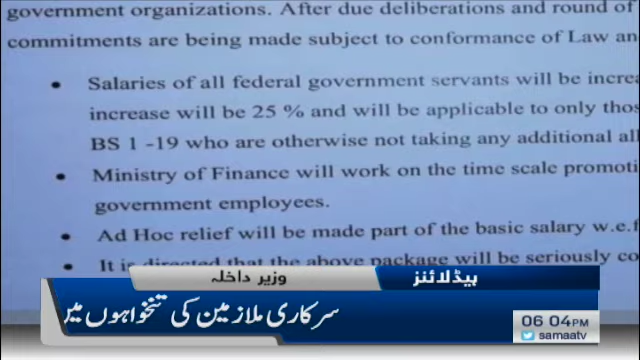 government organizations. After due deliberations and round of
commitments are being made subject to conformance of Law an
• Salaries of all federal government servants will be increa
increase will be 25 % and will be applicable to only thos
BS 1 -19 who are otherwise not taking any additional all
• Ministry of Finance will work on the time scale promoti
government employees.
• Ad Hoc relief will be made part of the basic salary w.e.f
• It is directed that the above package will be seriously co
وزیر داخلہ
ہیڈلائنز
سرکاری ملازمین کی تنخواہوں میں
06 04 PM
samaatv